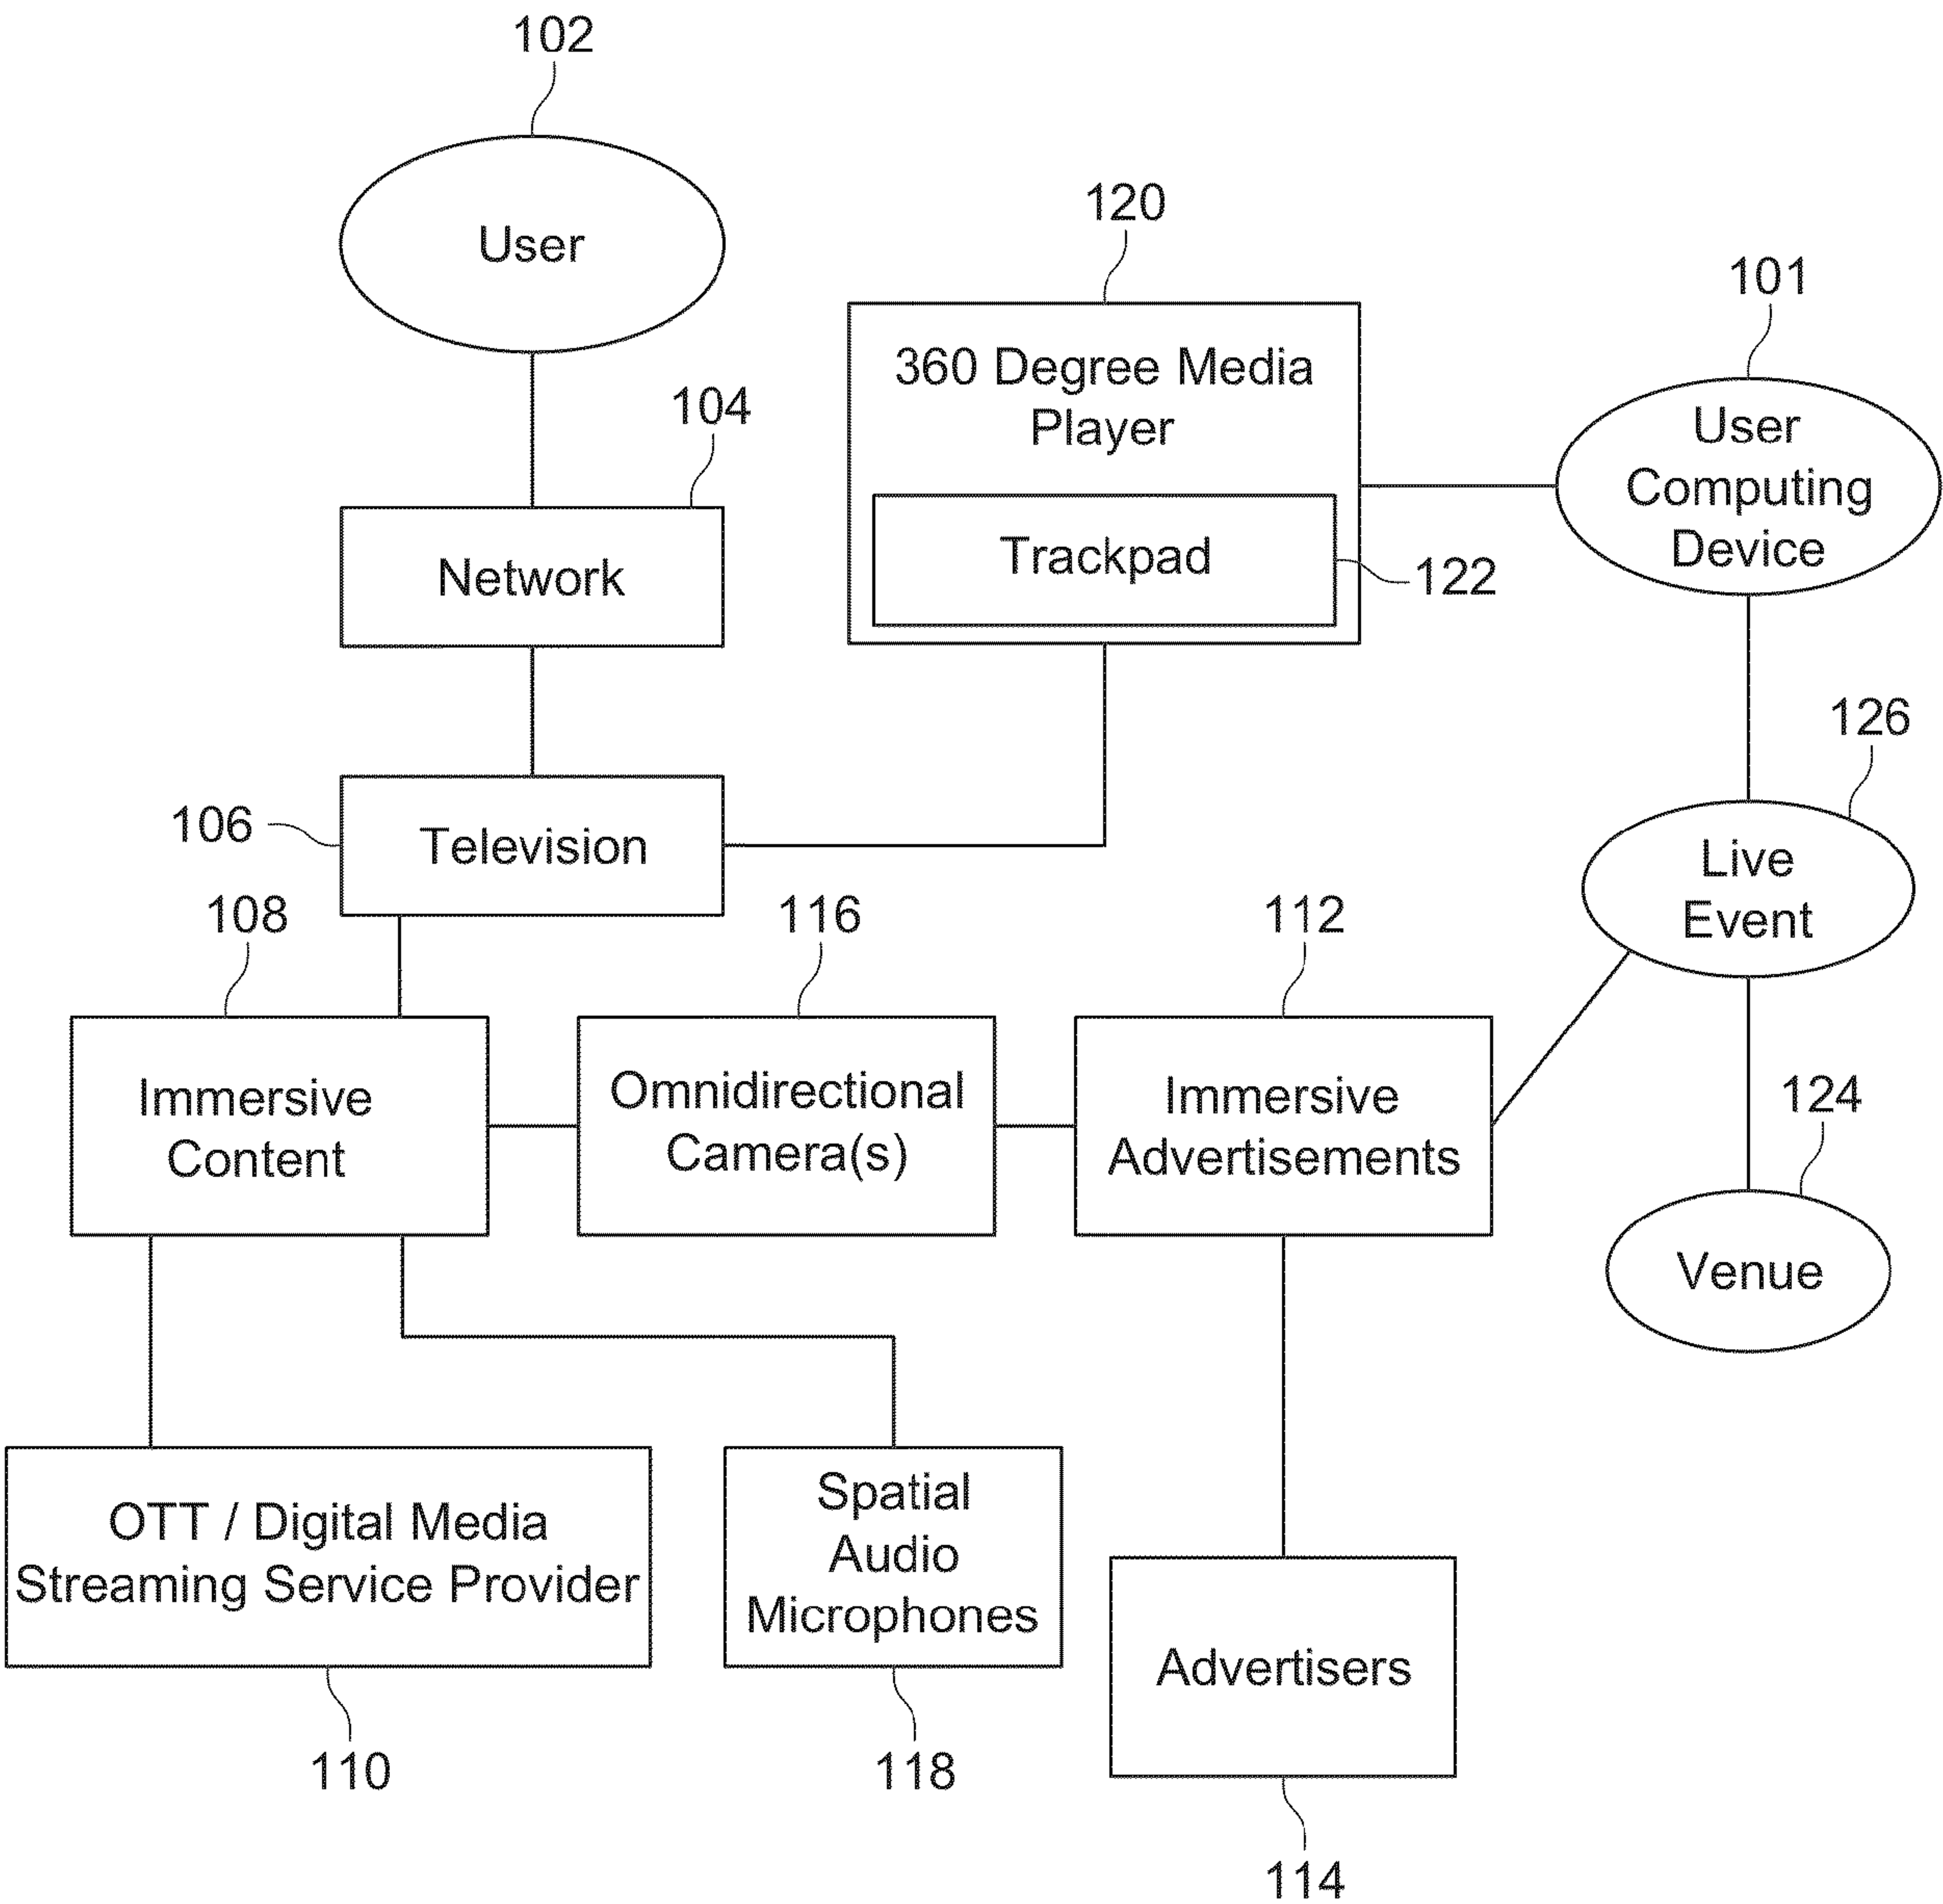 102
User
120
360 Degree Media
Player
101
User
Computing
Device
104
Network
Trackpad
122
126
106
Television
Live
Event
108
116
112
Immersive
Content
Omnidirectional
Camera(s)
Immersive
Advertisements
124
Venue
OTT / Digital Media
Streaming Service Provider
Spatial
Audio
Microphones
Advertisers
110
118
114